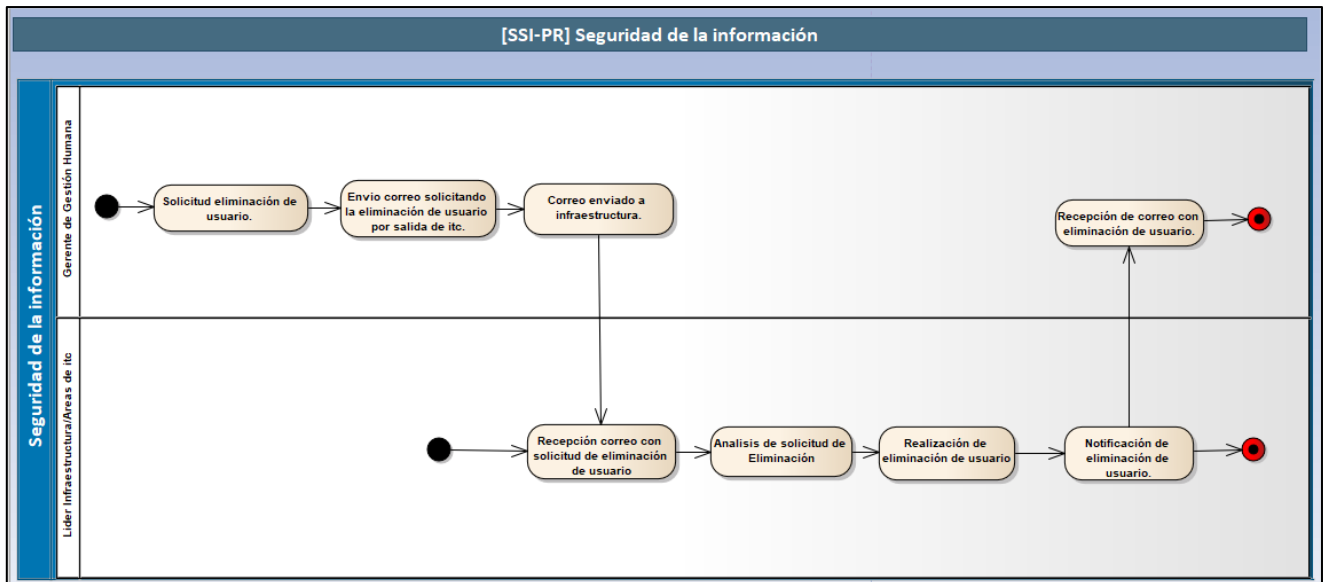 [SSI-PR] Seguridad de la información
Seguridad de la información
Gerente de Gestión Humana
Solicitud eliminación de
usuario.
Envio correo solicitando
la eliminación de usuario
por salida de itc.
Correo enviado a
infraestructura.
Recepción de correo con
eliminación de usuario.
Lider Infraestructura/Areas de itc
Recepción correo con
solicitud de eliminación
de usuario
Analisis de solicitud de
Eliminación
Realización de
eliminación de usuario
Notificación de
eliminación de
usuario.